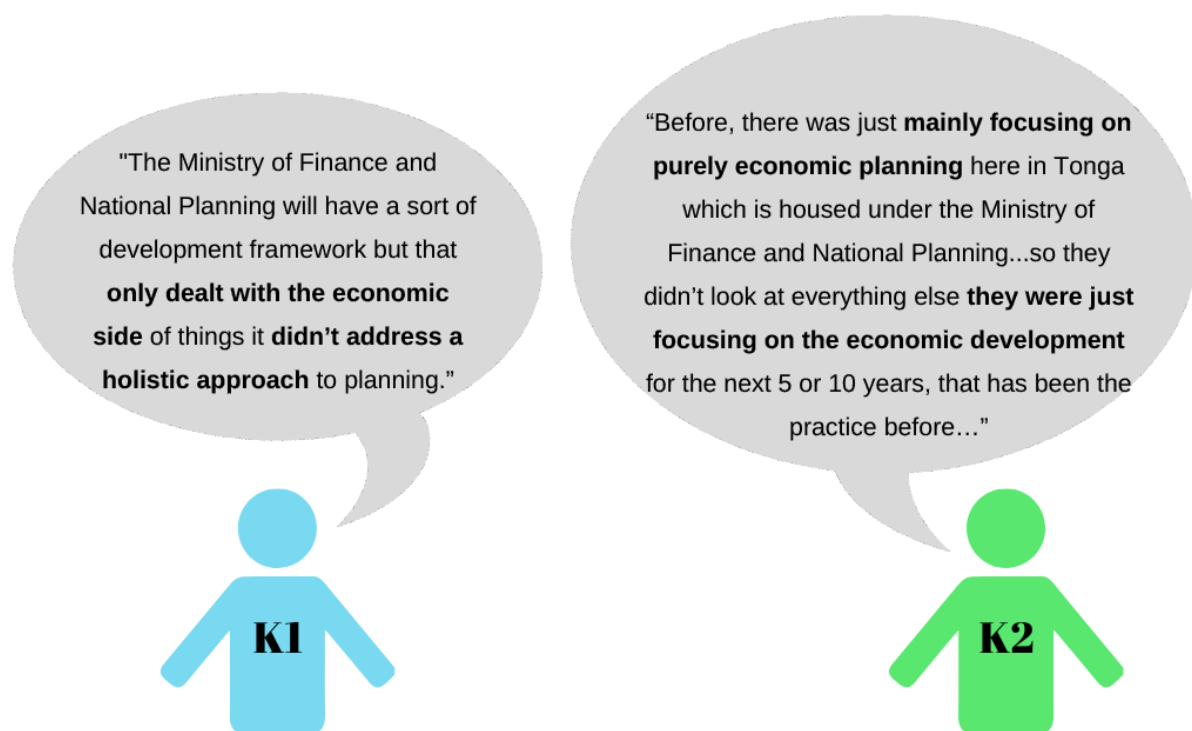 "The Ministry of Finance and
National Planning will have a sort of
development framework but that
only dealt with the economic
side of things it didn’t address a
holistic approach to planning.”
“Before, there was just mainly focusing on
purely economic planning here in Tonga
which is housed under the Ministry of
Finance and National Planning...so they
didn’t look at everything else they were just
focusing on the economic development
for the next 5 or 10 years, that has been the
practice before…”
K1
K2